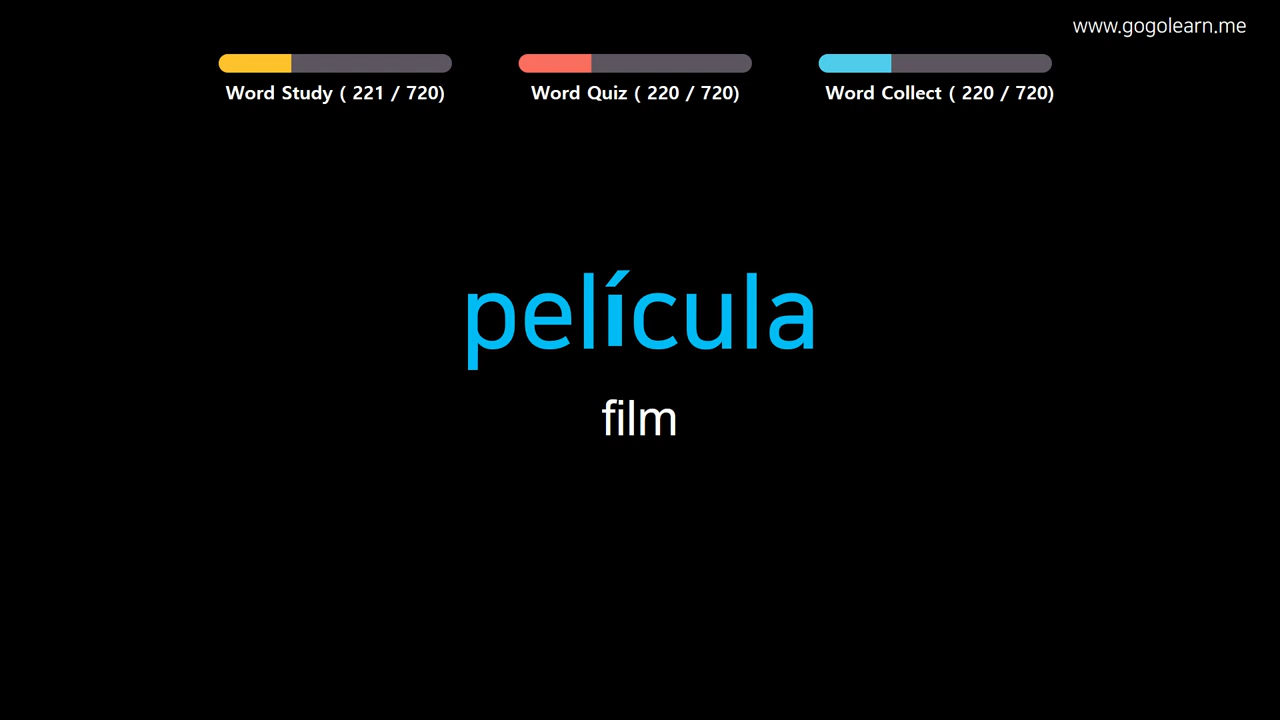 www.gogolearn.me
Word Study ( 221 / 720)
Word Quiz ( 220 / 720)
Word Collect ( 220 / 720)
película
film